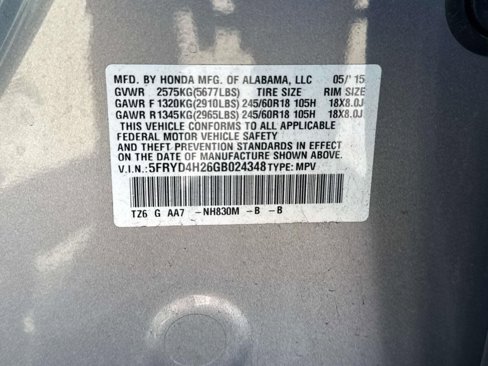 MFD. BY HONDA MFG. OF ALABAMA, LLC 05/'15
GVWR 2575KG(5677LBS) TIRE SIZE RIM SIZE
GAWR F 1320KG(2910LBS) 245/60R18 105H 18X8.0J
GAWR R 1345KG(2965LBS) 245/60R18 105H 18X8.0J
THIS VEHICLE CONFORMS TO ALL APPLICABLE
FEDERAL MOTOR VEHICLE SAFETY
AND THEFT PREVENTION STANDARDS IN EFFECT
ON THE DATE OF MANUFACTURE SHOWN ABOVE.
V.I.N.: 5FRYD4H26GB024348 TYPE: MPV
TZ6 G AA7 -NH830M -B -B